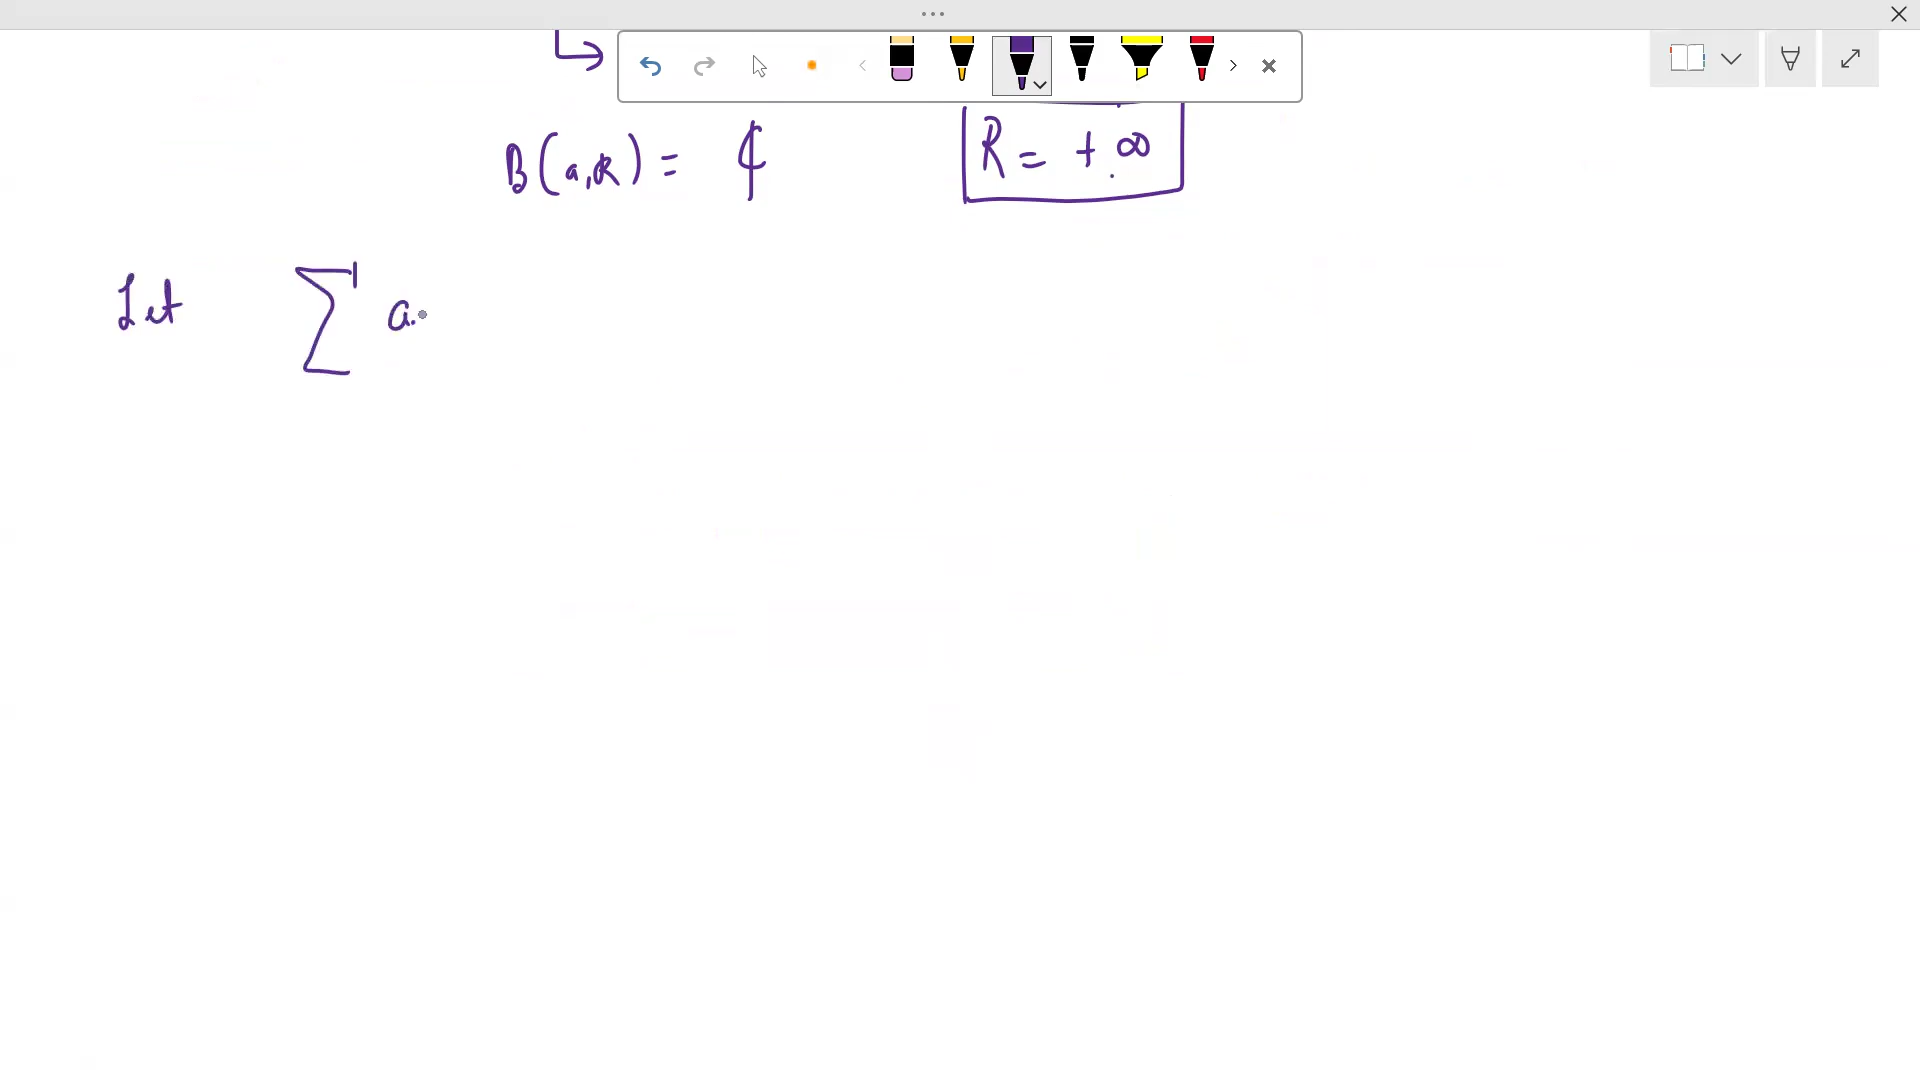 B(a,R) = ℂ
R = + ∞
Let ∑ a